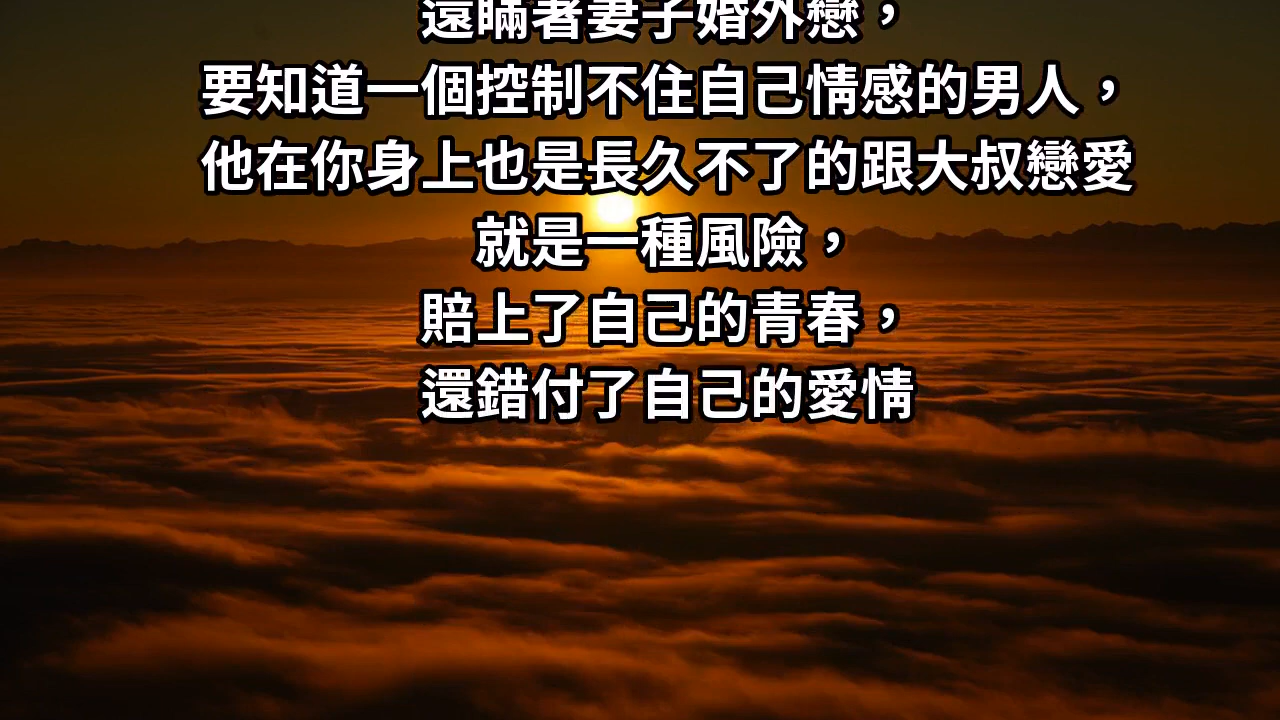 還瞞著妻子婚外戀，
要知道一個控制不住自己情感的男人，
他在你身上也是長久不了的跟大叔戀愛
就是一種風險，
賠上了自己的青春，
還錯付了自己的愛情